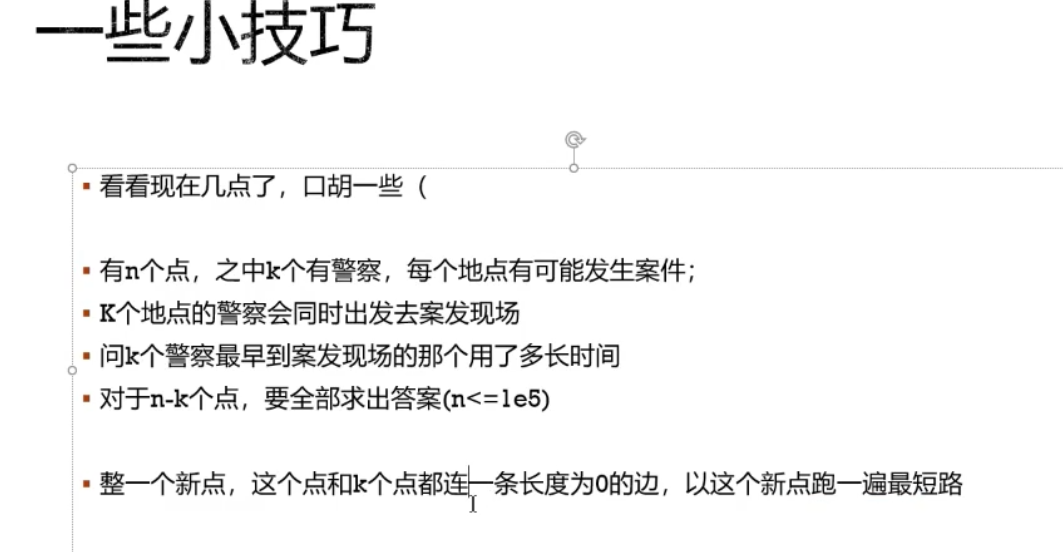 一些小技巧
看看现在几点了，口胡一些（
有n个点，之中k个有警察，每个地点有可能发生案件；
K个地点的警察会同时出发去案发现场
问k个警察最早到案发现场的那个用了多长时间
对于n-k个点，要全部求出答案(n<=1e5)
整一个新点，这个点和k个点都连一条长度为0的边，以这个新点跑一遍最短路